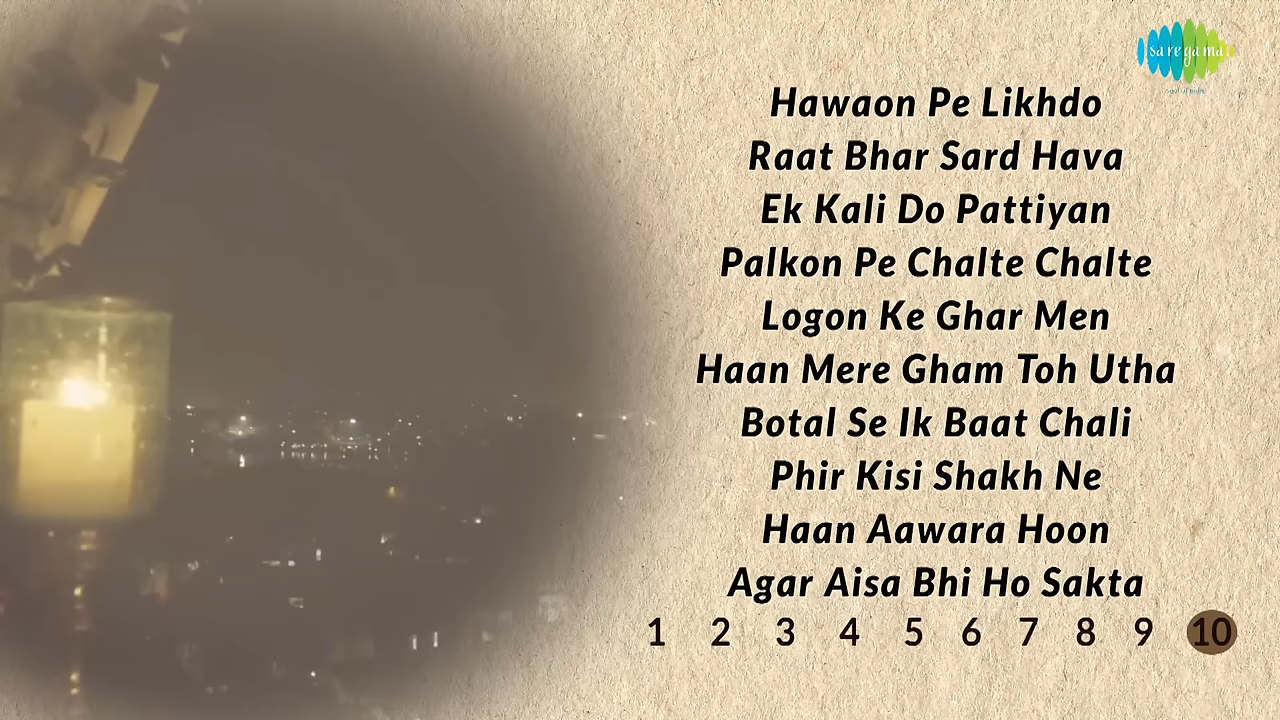 sa re ga ma
Hawaon Pe Likhdo
Raat Bhar Sard Hava
Ek Kali Do Pattiyan
Palkon Pe Chalte Chalte
Logon Ke Ghar Men
Haan Mere Gham Toh Utha
Botal Se Ik Baat Chali
Phir Kisi Shakh Ne
Haan Aawara Hoon
Agar Aisa Bhi Ho Sakta
1 2 3 4 5 6 7 8 9 10